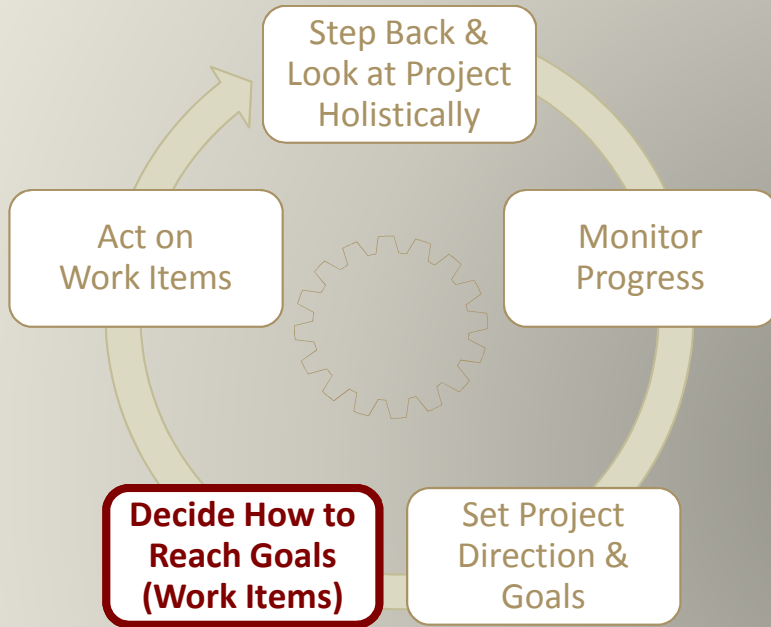 Step Back &
Look at Project
Holistically
Monitor
Progress
Set Project
Direction &
Goals
Decide How to
Reach Goals
(Work Items)
Act on
Work Items